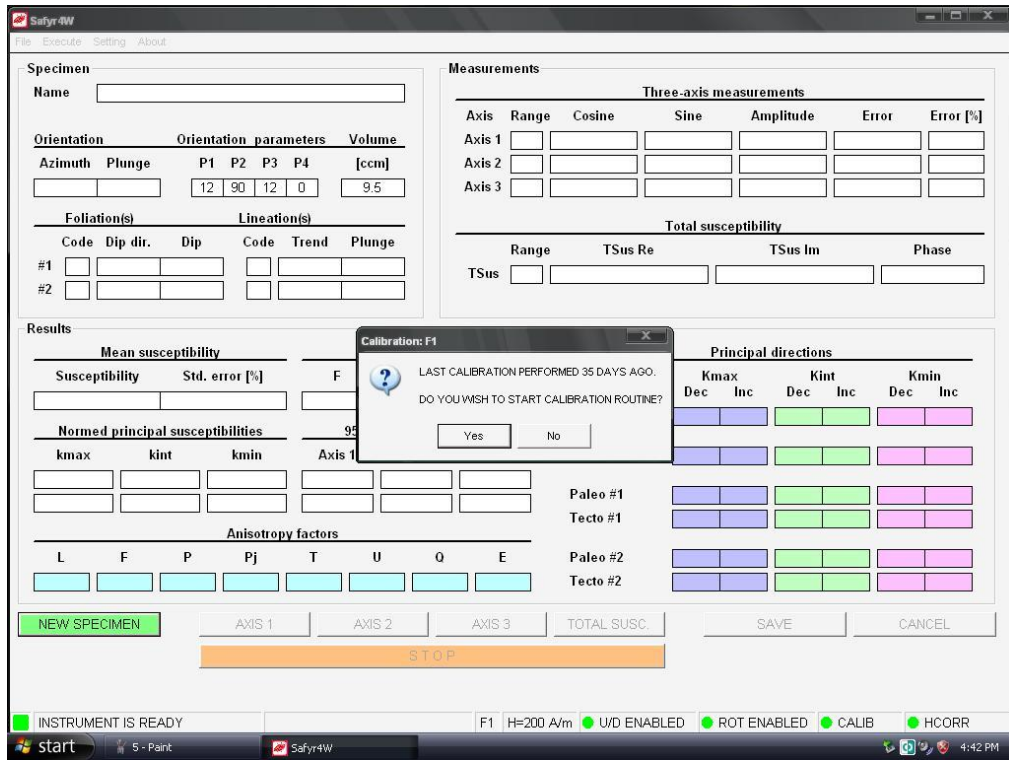 Safyr4W
File Execute Setting About
Specimen
Name
Orientation Orientation parameters Volume
Azimuth Plunge P1 P2 P3 P4 [ccm]
12 90 12 0 9.5
Foliation(s) Lineation(s)
Code Dip dir. Dip Code Trend Plunge
#1
#2
Measurements
Three-axis measurements
Axis Range Cosine Sine Amplitude Error Error [%]
Axis 1
Axis 2
Axis 3
Total susceptibility
Range TSus Re TSus Im Phase
TSus
Results
Mean susceptibility
Susceptibility Std. error [%] F
Normed principal susceptibilities 95
kmax kint kmin Axis 1
Anisotropy factors
L F P Pj T U Q E
Calibration: F1
LAST CALIBRATION PERFORMED 35 DAYS AGO.
DO YOU WISH TO START CALIBRATION ROUTINE?
Yes No
Principal directions
Kmax Kint Kmin
Dec Inc Dec Inc Dec Inc
Paleo #1
Tecto #1
Paleo #2
Tecto #2
NEW SPECIMEN AXIS 1 AXIS 2 AXIS 3 TOTAL SUSC. SAVE CANCEL
STOP
INSTRUMENT IS READY F1 H=200 A/m U/D ENABLED ROT ENABLED CALIB HCORR
start 5 - Paint Safyr4W 4:42 PM